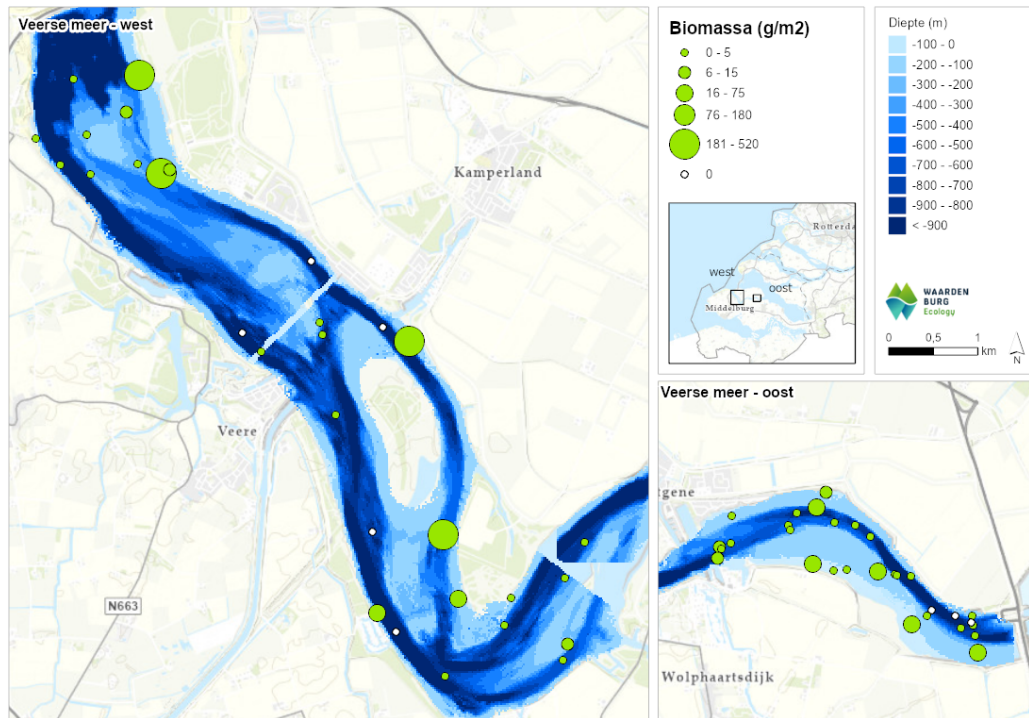 Veerse meer - west
Kamperland
Veere
N663
Biomassa (g/m2)
0 - 5
6 - 15
16 - 75
76 - 180
181 - 520
0
Rotterda
west
oost
Middelburg
Diepte (m)
-100 - 0
-200 - -100
-300 - -200
-400 - -300
-500 - -400
-600 - -500
-700 - -600
-800 - -700
-900 - -800
< -900
WAARDEN
BURG
Ecology
0 0,5 1
km
N
Veerse meer - oost
tgene
Wolphaartsdijk